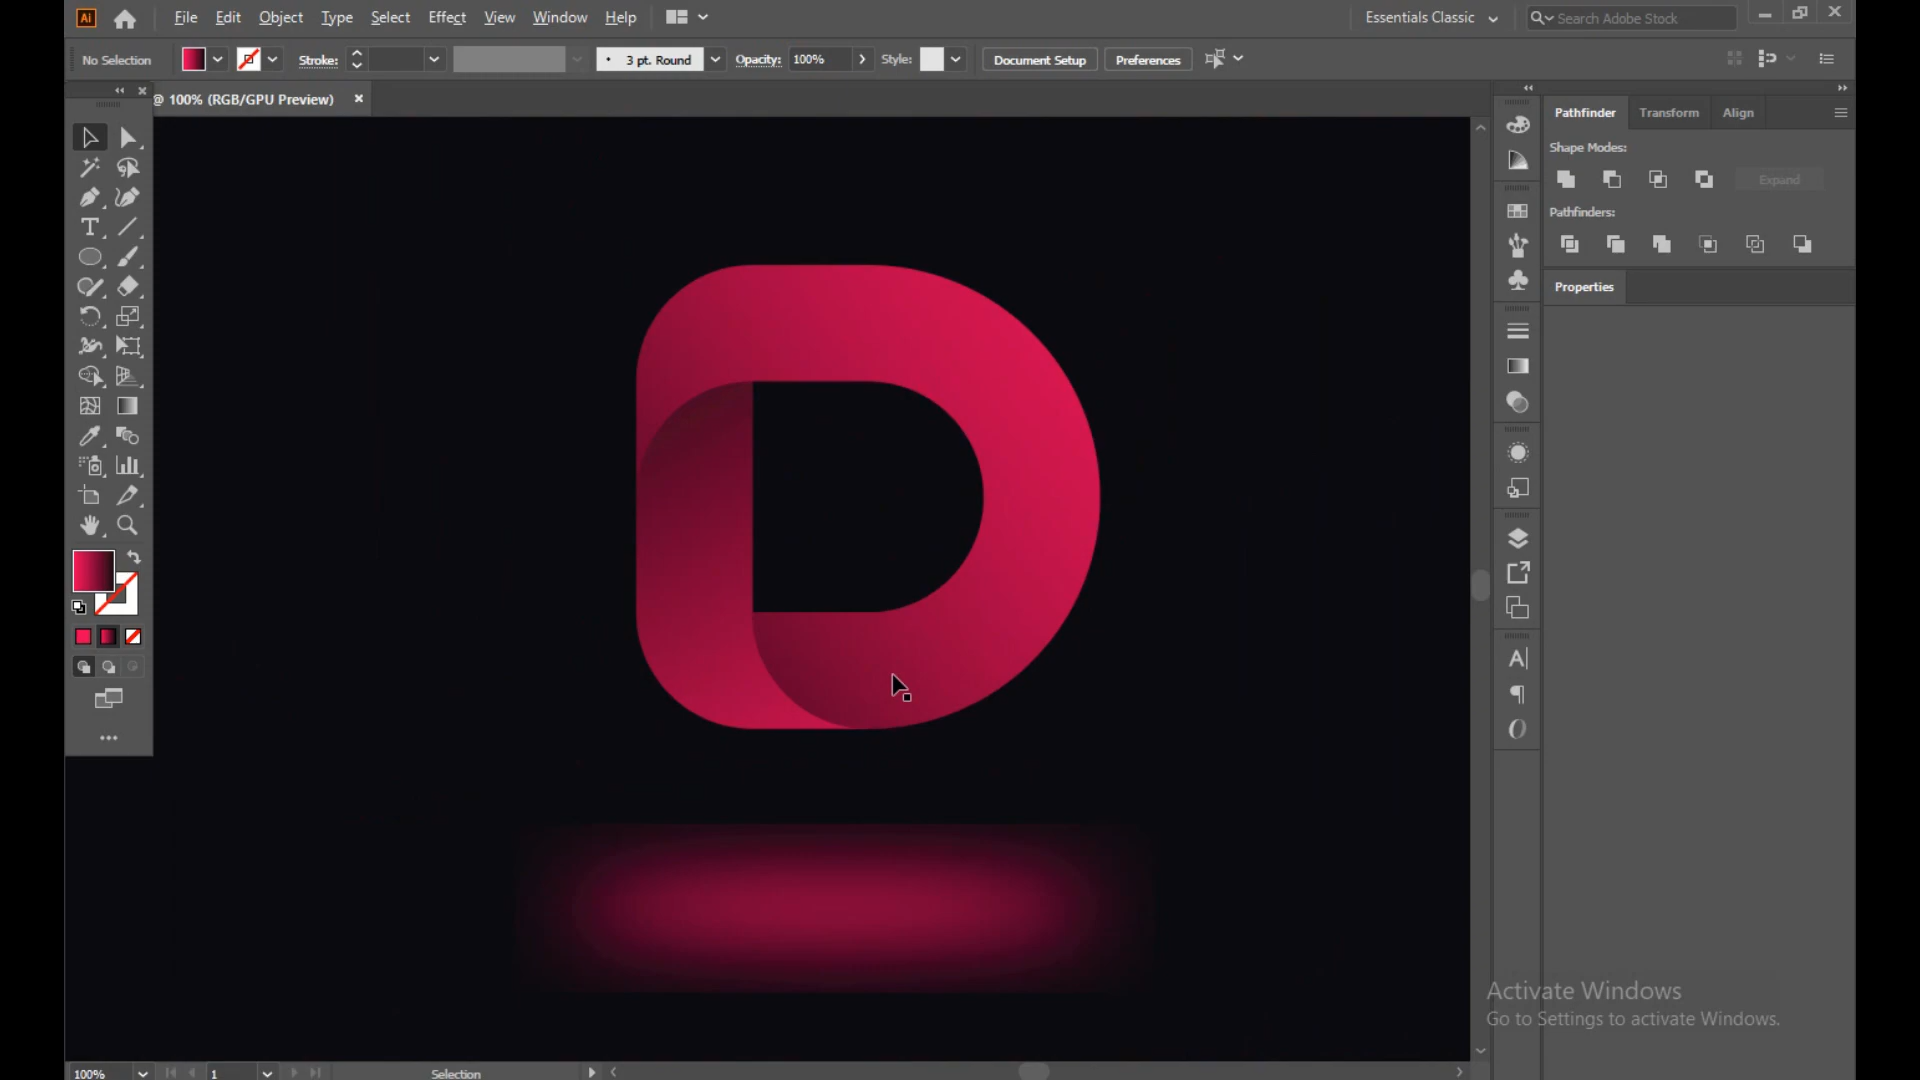 Ai File Edit Object Type Select Effect View Window Help Essentials Classic Search Adobe Stock
No Selection Stroke: 3 pt. Round Opacity: 100% Style: Document Setup Preferences
@ 100% (RGB/GPU Preview)
Pathfinder Transform Align
Shape Modes:
Expand
Pathfinders:
Properties
D
Activate Windows
Go to Settings to activate Windows.
100% 1 Selection